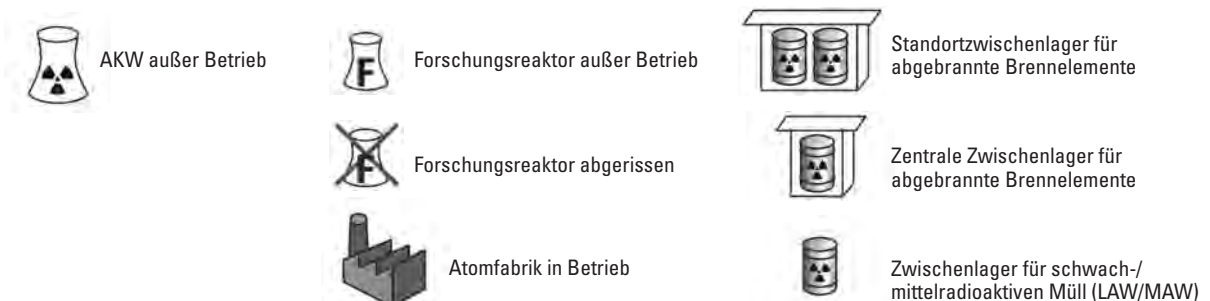 AKW außer Betrieb
F
Forschungsreaktor außer Betrieb
F
Forschungsreaktor abgerissen
Atomfabrik in Betrieb
Standortzwischenlager für
abgebrannte Brennelemente
Zentrale Zwischenlager für
abgebrannte Brennelemente
Zwischenlager für schwach-/
mittelradioaktiven Müll (LAW/MAW)